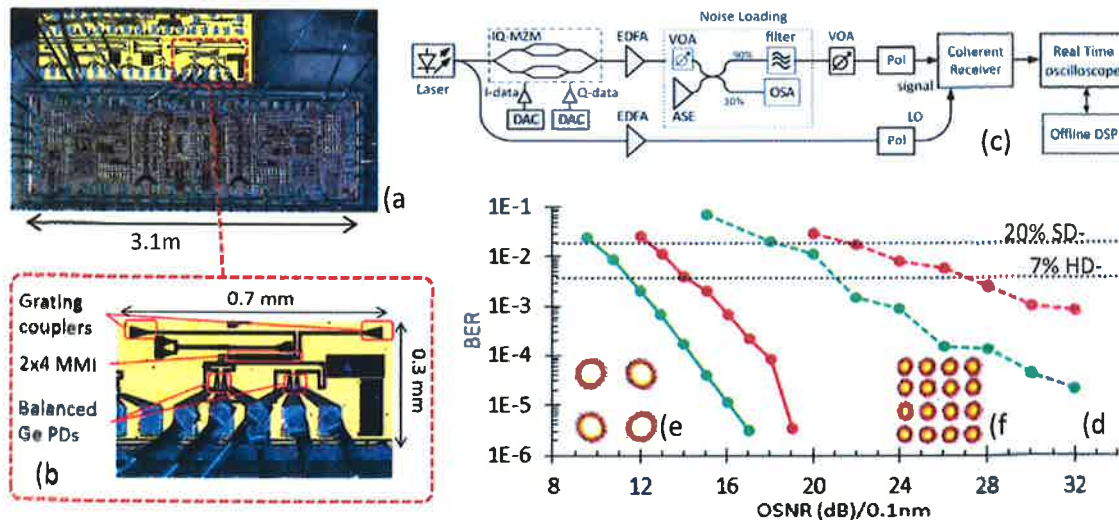 (a
3.1m
Grating
couplers
2x4 MMI
Balanced
Ge PDs
0.7 mm
0.3 mm
(b
Noise Loading
Laser
IQ-MZM
I-data
Q-data
DAC
DAC
EDFA
EDFA
VOA
ASE
90%
10%
filter
OSA
VOA
Pol
signal
LO
Pol
Coherent
Receiver
Real Time
oscilloscope
Offline DSP
(c
BER
1E-1
1E-2
1E-3
1E-4
1E-5
1E-6
20% SD-
7% HD-
(e
(f
(d
8 12 16 20 24 28 32
OSNR (dB)/0.1nm